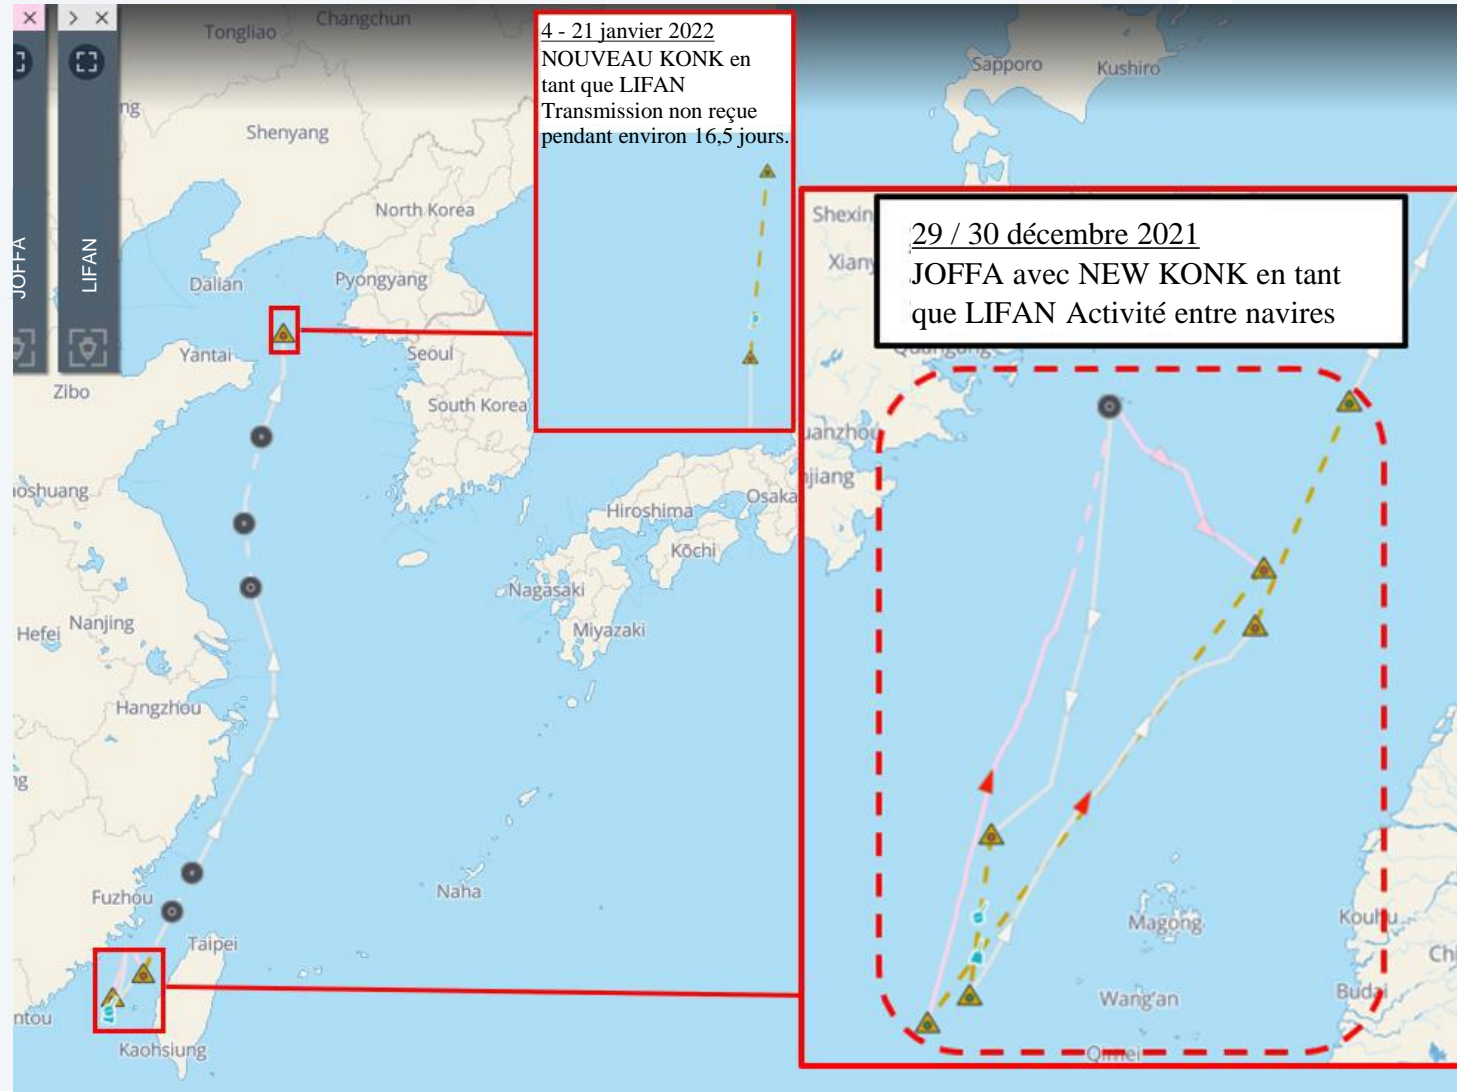 JOFFA
LIFAN
Tongliao
Changchun
Shenyang
North Korea
Dalian
Pyongyang
Yantai
Seoul
Zibo
South Korea
Hiroshima
Osaka
Kōchi
Nagasaki
Miyazaki
Hefei
Nanjing
Hangzhou
Fuzhou
Taipei
Naha
Kaohsiung
Sapporo
Kushiro
4 - 21 janvier 2022
NOUVEAU KONK en
tant que LIFAN
Transmission non reçue
pendant environ 16,5 jours.
29 / 30 décembre 2021
JOFFA avec NEW KONK en tant
que LIFAN Activité entre navires
Magong
Wang'an
Qimei
Kouhu
Budai